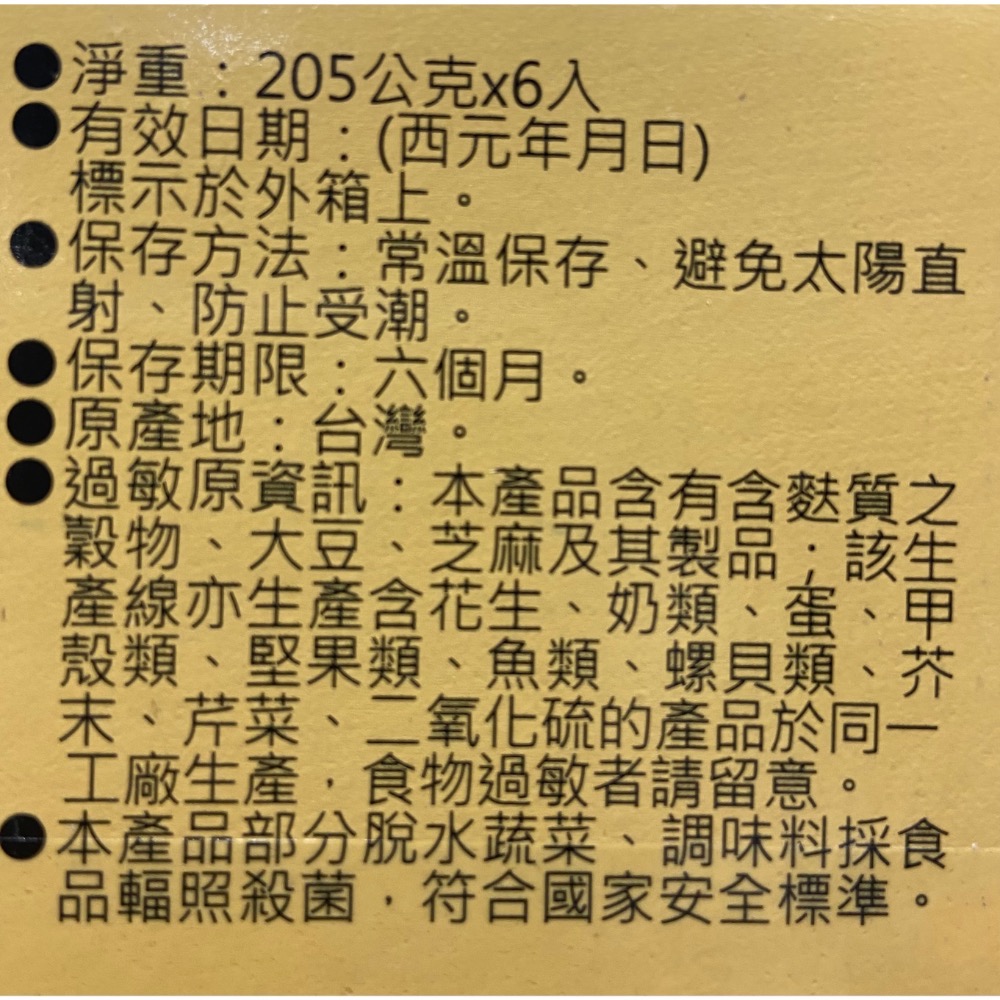 ●淨重：205公克x6入
●有效日期：(西元年月日)
標示於外箱上。
●保存方法：常溫保存、避免太陽直
射、防止受潮。
●保存期限：六個月。
●原產地：台灣。
●過敏原資訊：本產品含有含麩質之
穀物、大豆、芝麻及其製品；該生
產線亦生產含花生、奶類、蛋、甲
殼類、堅果類、魚類、螺貝類、芥
末、芹菜、二氧化硫的產品於同一
工廠生產，食物過敏者請留意。
●本產品部分脫水蔬菜、調味料採食
品輻照殺菌，符合國家安全標準。